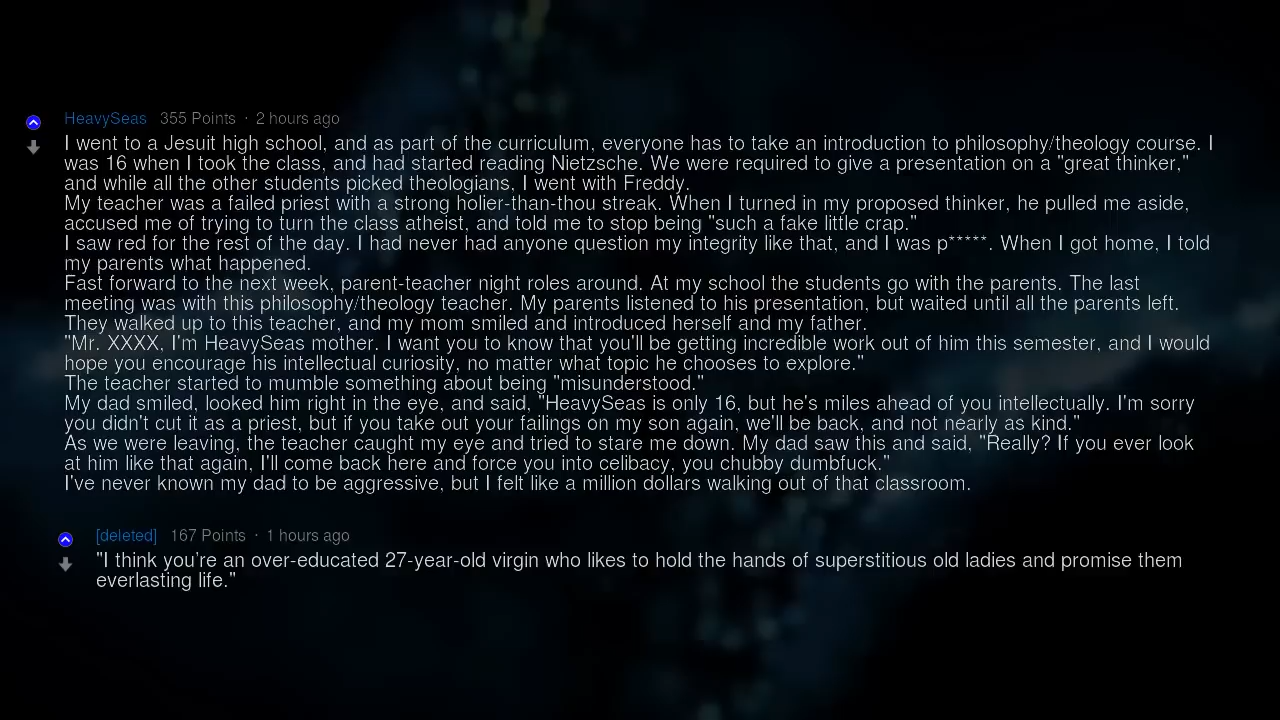 HeavySeas 355 Points · 2 hours ago
I went to a Jesuit high school, and as part of the curriculum, everyone has to take an introduction to philosophy/theology course. I
was 16 when I took the class, and had started reading Nietzsche. We were required to give a presentation on a "great thinker,"
and while all the other students picked theologians, I went with Freddy.
My teacher was a failed priest with a strong holier-than-thou streak. When I turned in my proposed thinker, he pulled me aside,
accused me of trying to turn the class atheist, and told me to stop being "such a fake little crap."
I saw red for the rest of the day. I had never had anyone question my integrity like that, and I was p*****. When I got home, I told
my parents what happened.
Fast forward to the next week, parent-teacher night roles around. At my school the students go with the parents. The last
meeting was with this philosophy/theology teacher. My parents listened to his presentation, but waited until all the parents left.
They walked up to this teacher, and my mom smiled and introduced herself and my father.
"Mr. XXXX, I'm HeavySeas mother. I want you to know that you'll be getting incredible work out of him this semester, and I would
hope you encourage his intellectual curiosity, no matter what topic he chooses to explore."
The teacher started to mumble something about being "misunderstood."
My dad smiled, looked him right in the eye, and said, "HeavySeas is only 16, but he's miles ahead of you intellectually. I'm sorry
you didn't cut it as a priest, but if you take out your failings on my son again, we'll be back, and not nearly as kind."
As we were leaving, the teacher caught my eye and tried to stare me down. My dad saw this and said, "Really? If you ever look
at him like that again, I'll come back here and force you into celibacy, you chubby dumbfuck."
I've never known my dad to be aggressive, but I felt like a million dollars walking out of that classroom.
[deleted] 167 Points · 1 hours ago
"I think you're an over-educated 27-year-old virgin who likes to hold the hands of superstitious old ladies and promise them
everlasting life."